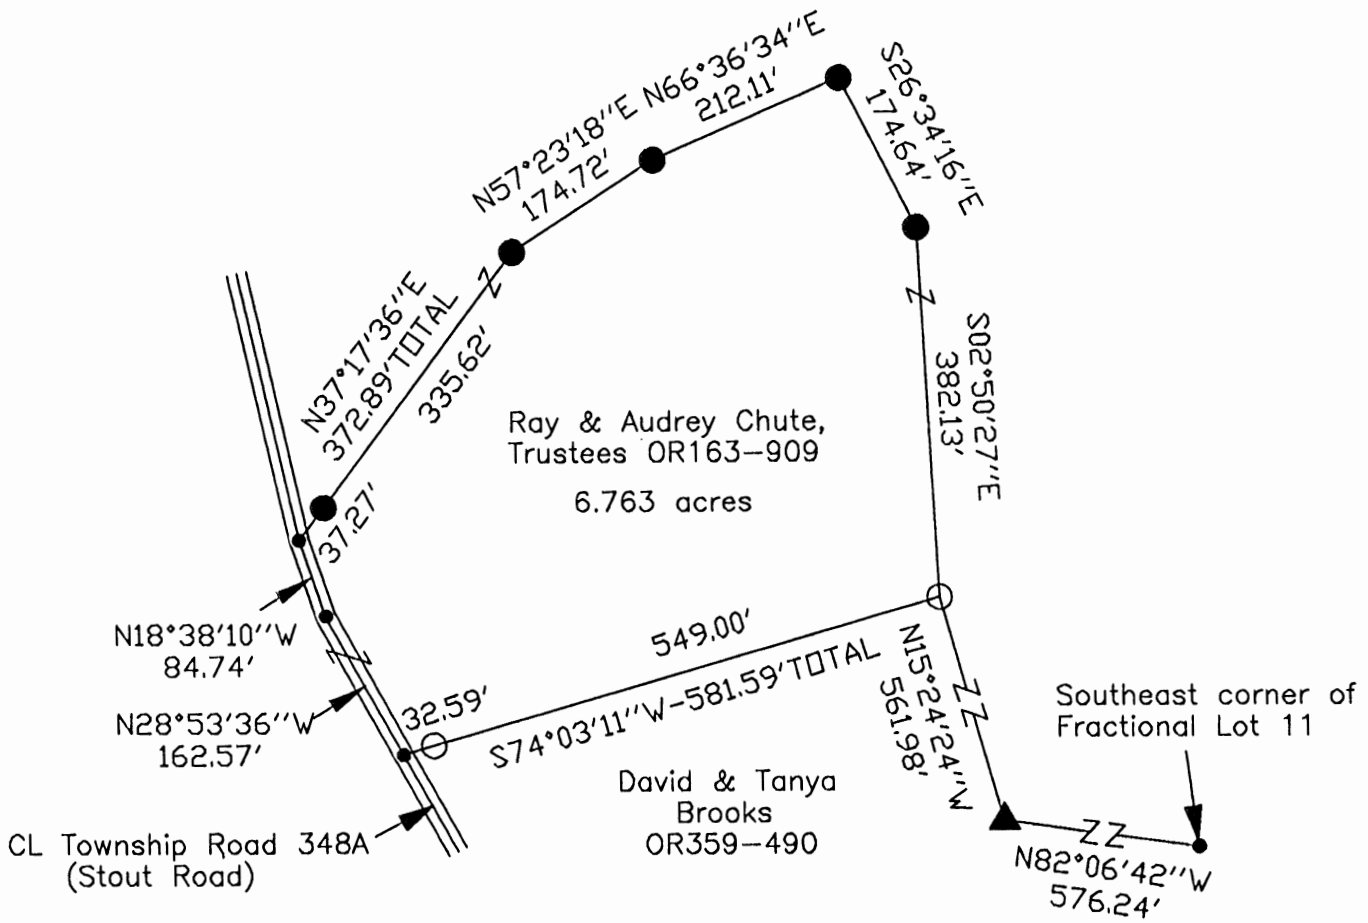 N66°36'34"E
212.11'
S26°34'16"E
174.64'
N57°23'18"E
174.72'
N37°17'36"E
372.89'TOTAL
335.62'
37.27'
S02°50'27"E
382.13'
Ray & Audrey Chute,
Trustees OR163-909
6.763 acres
N18°38'10"W
84.74'
N28°53'36"W
162.57'
32.59'
549.00'
S74°03'11"W-581.59'TOTAL
N15°24'24"W
561.98'
Southeast corner of
Fractional Lot 11
David & Tanya
Brooks
OR359-490
CL Township Road 348A
(Stout Road)
N82°06'42"W
576.24'